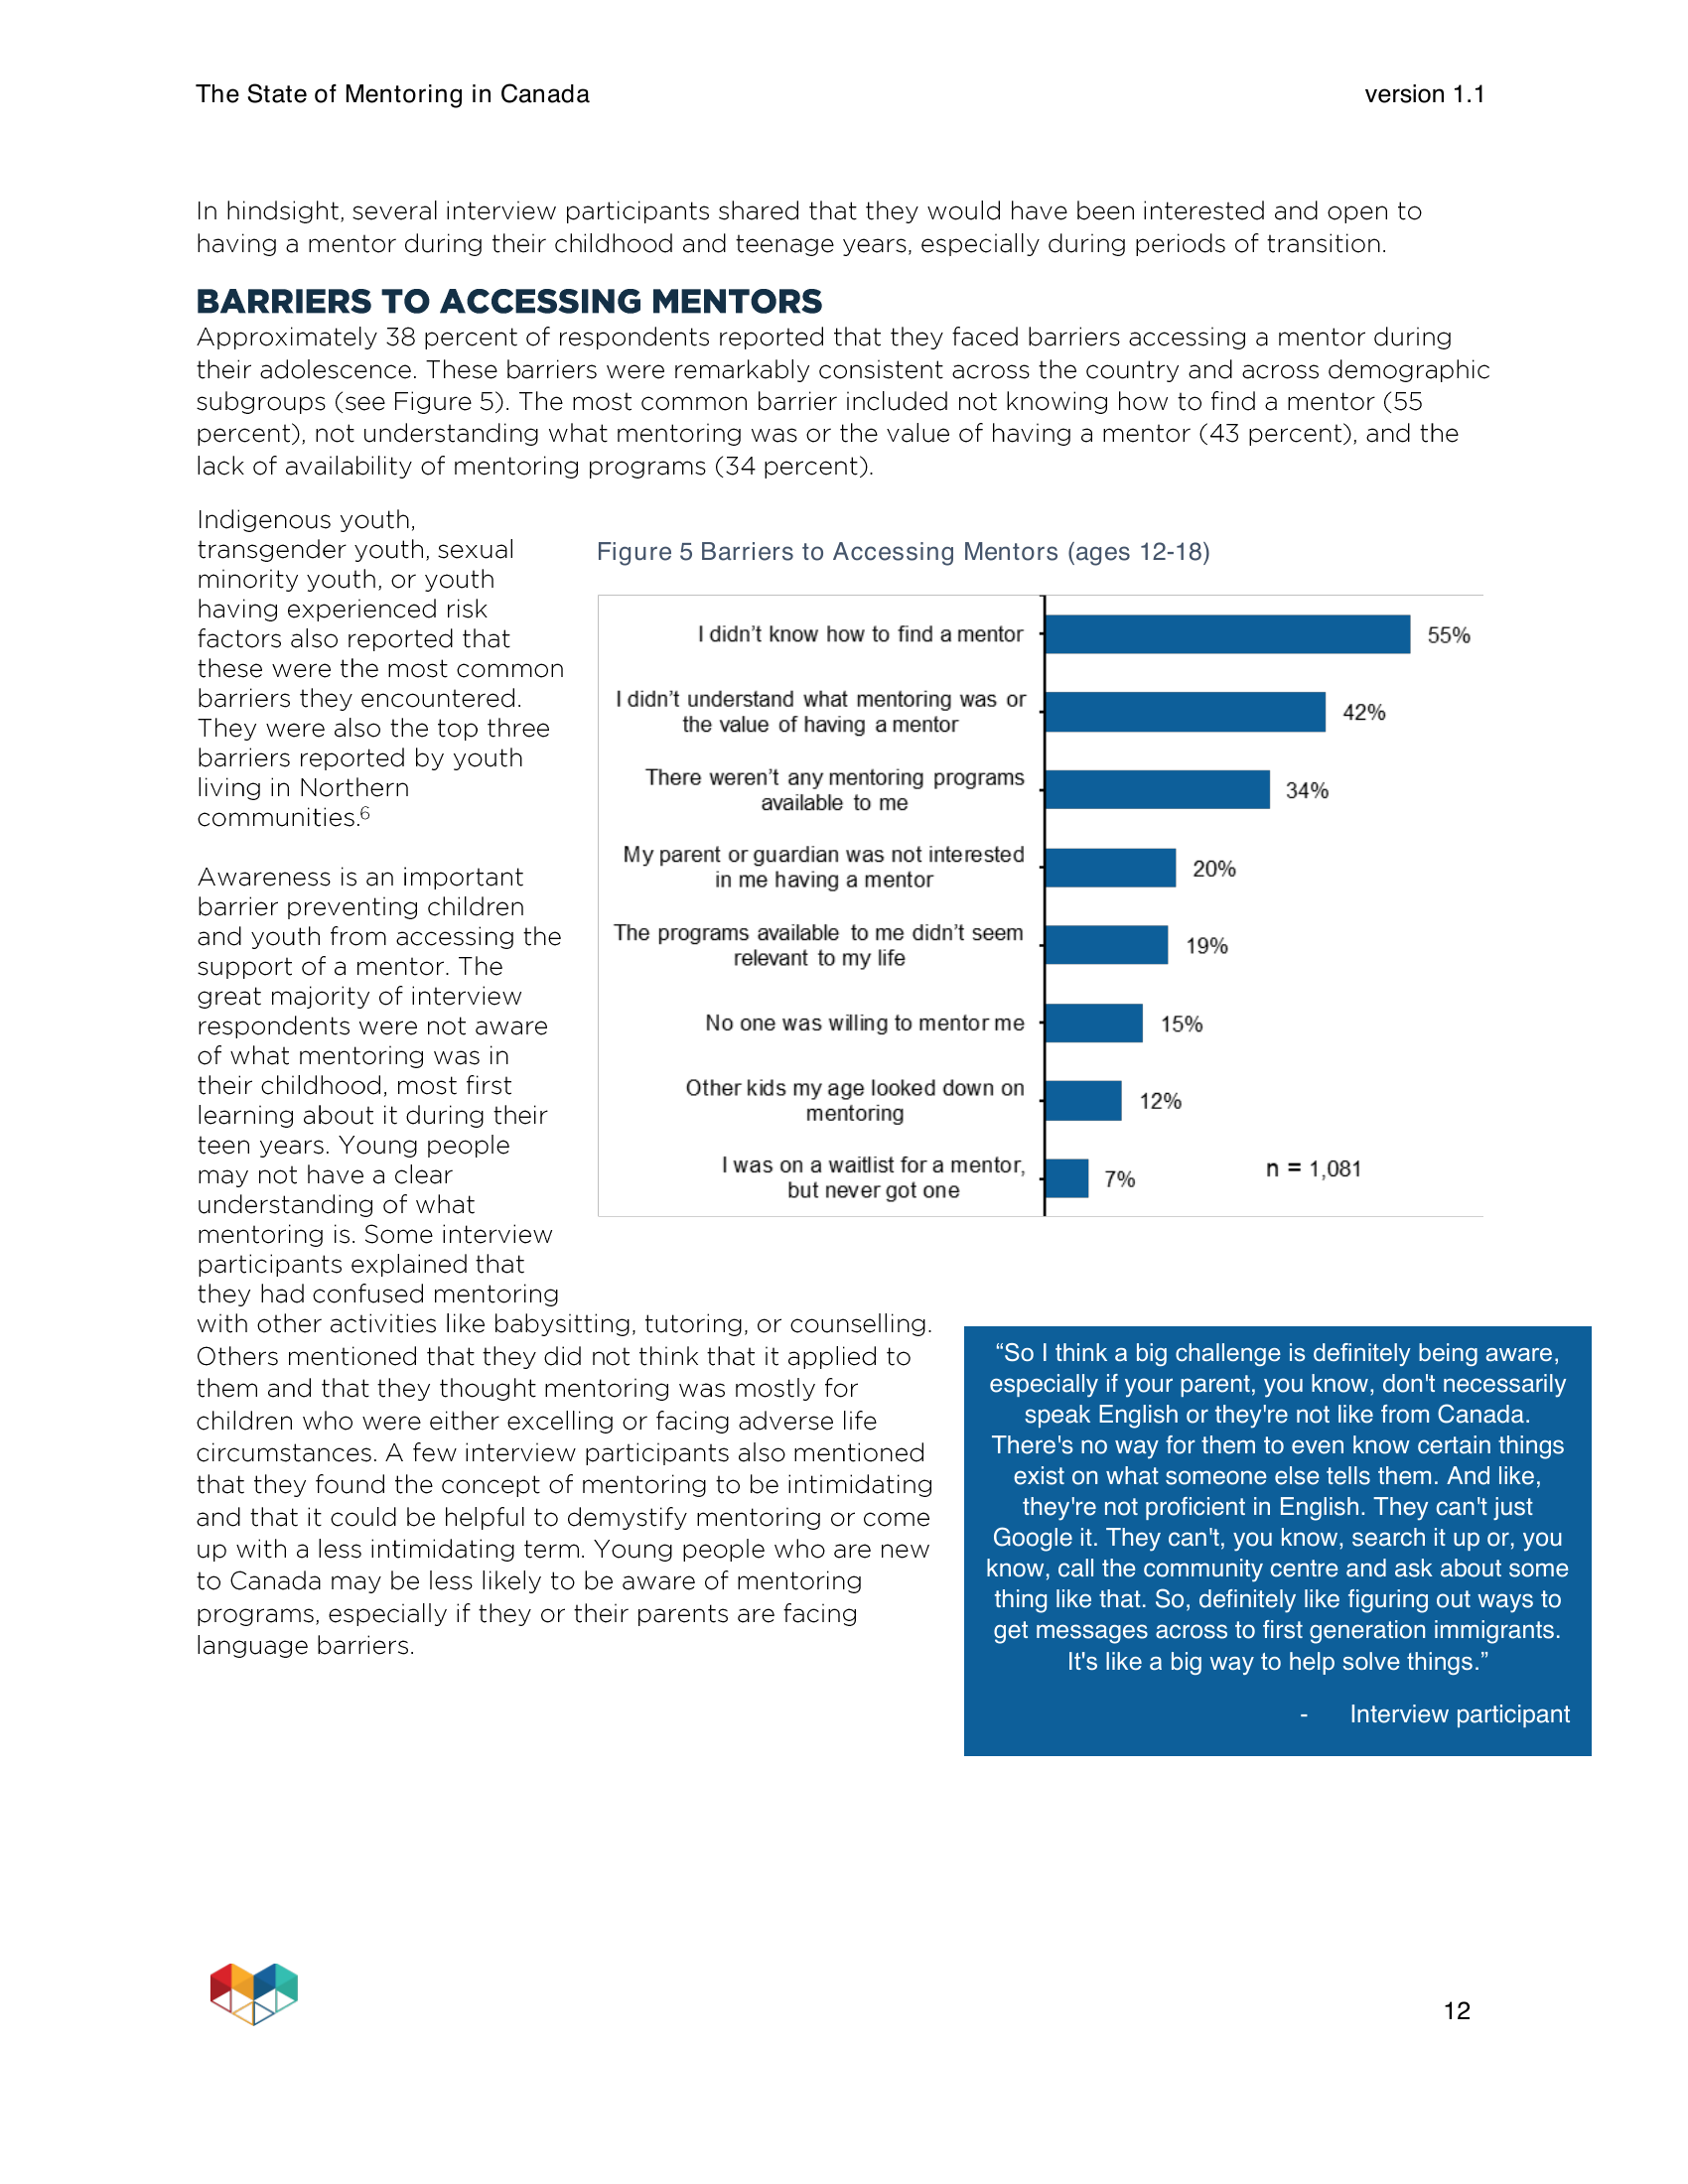 The State of Mentoring in Canada
version 1.1
In hindsight, several interview participants shared that they would have been interested and open to
having a mentor during their childhood and teenage years, especially during periods of transition.
BARRIERS TO ACCESSING MENTORS
Approximately 38 percent of respondents reported that they faced barriers accessing a mentor during
their adolescence. These barriers were remarkably consistent across the country and across demographic
subgroups (see Figure 5). The most common barrier included not knowing how to find a mentor (55
percent), not understanding what mentoring was or the value of having a mentor (43 percent), and the
lack of availability of mentoring programs (34 percent).
Indigenous youth,
transgender youth, sexual
minority youth, or youth
having experienced risk
factors also reported that
these were the most common
barriers they encountered.
They were also the top three
barriers reported by youth
living in Northern
communities.⁶
Awareness is an important
barrier preventing children
and youth from accessing the
support of a mentor. The
great majority of interview
respondents were not aware
of what mentoring was in
their childhood, most first
learning about it during their
teen years. Young people
may not have a clear
understanding of what
mentoring is. Some interview
participants explained that
they had confused mentoring
with other activities like babysitting, tutoring, or counselling.
Others mentioned that they did not think that it applied to
them and that they thought mentoring was mostly for
children who were either excelling or facing adverse life
circumstances. A few interview participants also mentioned
that they found the concept of mentoring to be intimidating
and that it could be helpful to demystify mentoring or come
up with a less intimidating term. Young people who are new
to Canada may be less likely to be aware of mentoring
programs, especially if they or their parents are facing
language barriers.
Figure 5 Barriers to Accessing Mentors (ages 12-18)
I didn’t know how to find a mentor
55%
I didn’t understand what mentoring was or
the value of having a mentor
42%
There weren’t any mentoring programs
available to me
34%
My parent or guardian was not interested
in me having a mentor
20%
The programs available to me didn’t seem
relevant to my life
19%
No one was willing to mentor me
15%
Other kids my age looked down on
mentoring
12%
I was on a waitlist for a mentor,
but never got one
7%
n = 1,081
“So I think a big challenge is definitely being aware,
especially if your parent, you know, don't necessarily
speak English or they're not like from Canada.
There's no way for them to even know certain things
exist on what someone else tells them. And like,
they're not proficient in English. They can't just
Google it. They can't, you know, search it up or, you
know, call the community centre and ask about some
thing like that. So, definitely like figuring out ways to
get messages across to first generation immigrants.
It's like a big way to help solve things.”
- Interview participant
12